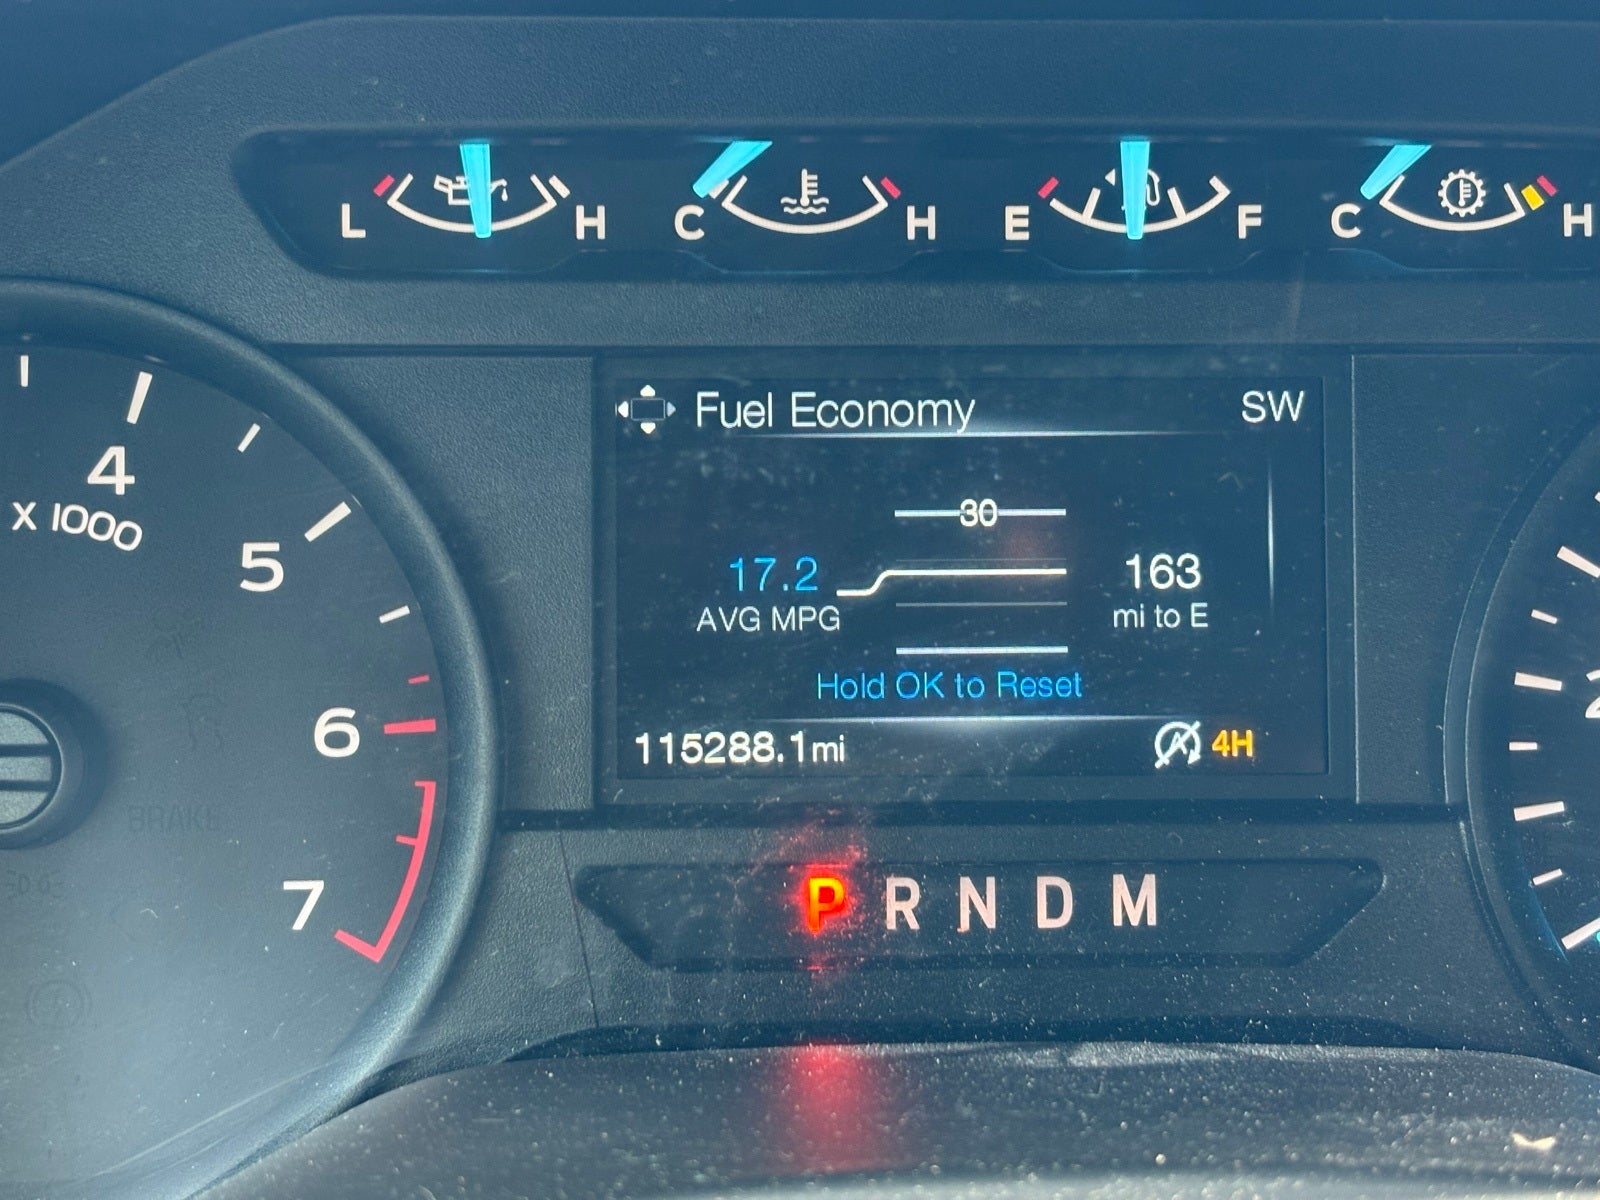 L H C H E F C H
Fuel Economy SW
30
17.2
AVG MPG
163
mi to E
Hold OK to Reset
115288.1mi
4H
4
x 1000
5
6
7
BRAKE
P R N D M